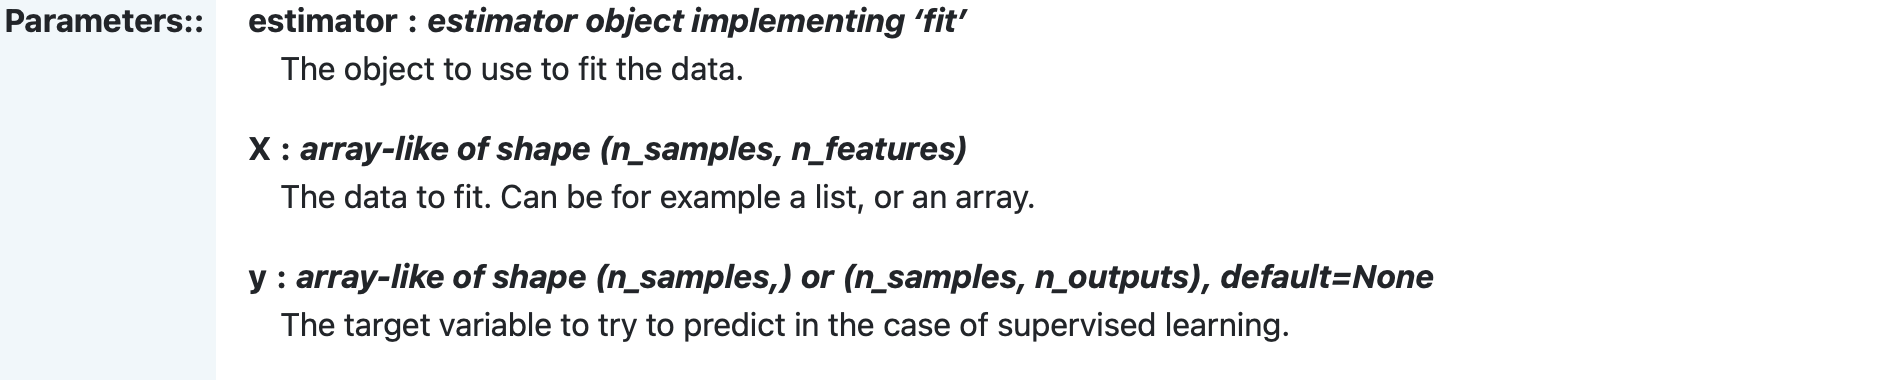 Parameters:: estimator : estimator object implementing ‘fit’
The object to use to fit the data.
X : array-like of shape (n_samples, n_features)
The data to fit. Can be for example a list, or an array.
y : array-like of shape (n_samples,) or (n_samples, n_outputs), default=None
The target variable to try to predict in the case of supervised learning.